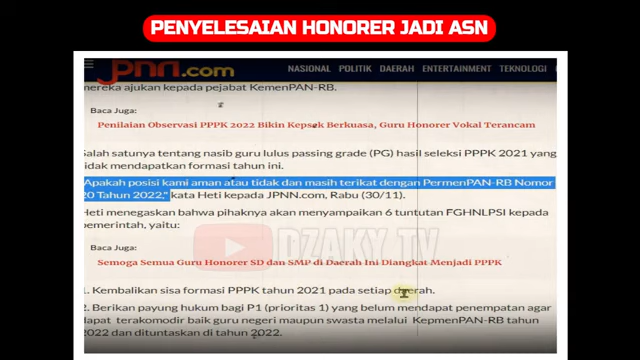 PENYELESAIAN HONORER JADI ASN
jpnn.com
NASIONAL POLITIK DAERAH ENTERTAINMENT TEKNOLOGI
mereka ajukan kepada pejabat KemenPAN-RB.
Baca Juga:
Penilaian Observasi PPPK 2022 Bikin Kepsek Berkuasa, Guru Honorer Vokal Terancam
Salah satunya tentang nasib guru lulus passing grade (PG) hasil seleksi PPPK 2021 yang
tidak mendapatkan formasi tahun ini.
"Apakah posisi kami aman atau tidak dan masih terikat dengan PermenPAN-RB Nomor
20 Tahun 2022," kata Heti kepada JPNN.com, Rabu (30/11).
Heti menegaskan bahwa pihaknya akan menyampaikan 6 tuntutan FGHNLPSI kepada
pemerintah, yaitu:
DZAKY TV
Baca Juga:
Semoga Semua Guru Honorer SD dan SMP di Daerah Ini Diangkat Menjadi PPPK
1. Kembalikan sisa formasi PPPK tahun 2021 pada setiap daerah.
2. Berikan payung hukum bagi P1 (prioritas 1) yang belum mendapat penempatan agar
dapat terakomodir baik guru negeri maupun swasta melalui KepmenPAN-RB tahun
2022 dan dituntaskan di tahun 2022.